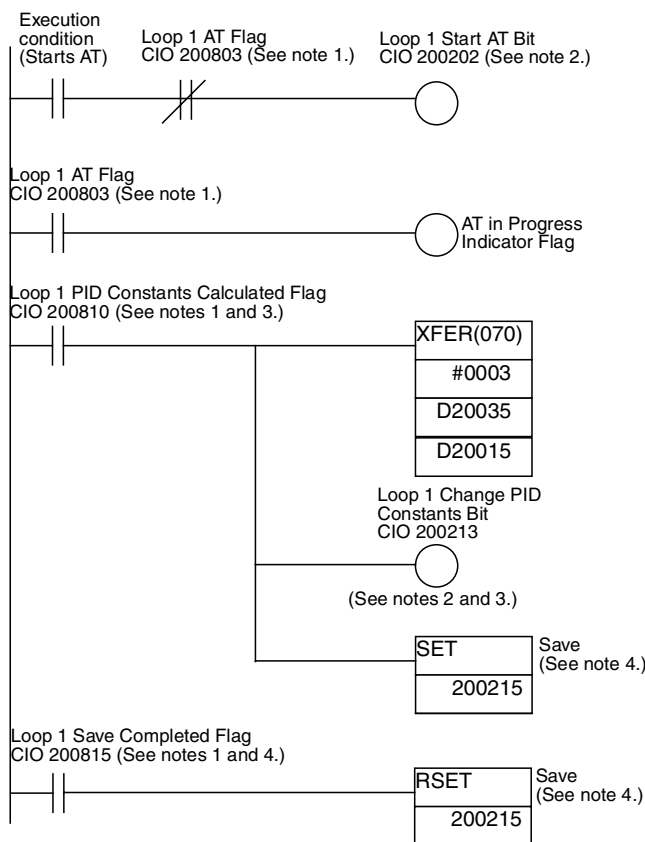 Execution
condition
(Starts AT)
Loop 1 AT Flag
CIO 200803 (See note 1.)
Loop 1 Start AT Bit
CIO 200202 (See note 2.)
Loop 1 AT Flag
CIO 200803 (See note 1.)
AT in Progress
Indicator Flag
Loop 1 PID Constants Calculated Flag
CIO 200810 (See notes 1 and 3.)
XFER(070)
#0003
D20035
D20015
Loop 1 Change PID
Constants Bit
CIO 200213
(See notes 2 and 3.)
SET
200215
Save
(See note 4.)
Loop 1 Save Completed Flag
CIO 200815 (See notes 1 and 4.)
RSET
200215
Save
(See note 4.)